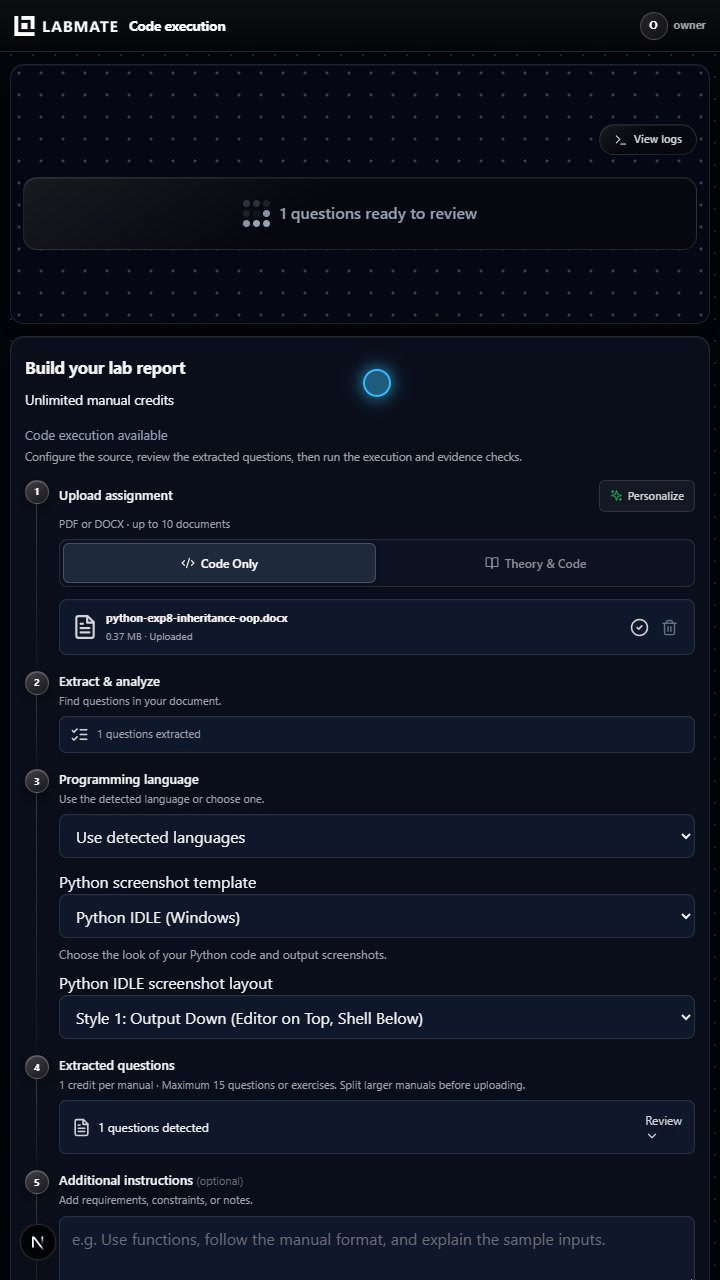 LABMATE Code execution
O owner
View logs
1 questions ready to review
Build your lab report
Unlimited manual credits
Code execution available
Configure the source, review the extracted questions, then run the execution and evidence checks.
1 Upload assignment
Personalize
PDF or DOCX · up to 10 documents
Code Only
Theory & Code
python-exp8-inheritance-oop.docx
0.37 MB · Uploaded
2 Extract & analyze
Find questions in your document.
1 questions extracted
3 Programming language
Use the detected language or choose one.
Use detected languages
Python screenshot template
Python IDLE (Windows)
Choose the look of your Python code and output screenshots.
Python IDLE screenshot layout
Style 1: Output Down (Editor on Top, Shell Below)
4 Extracted questions
1 credit per manual · Maximum 15 questions or exercises. Split larger manuals before uploading.
1 questions detected
Review
5 Additional instructions (optional)
Add requirements, constraints, or notes.
N
e.g. Use functions, follow the manual format, and explain the sample inputs.